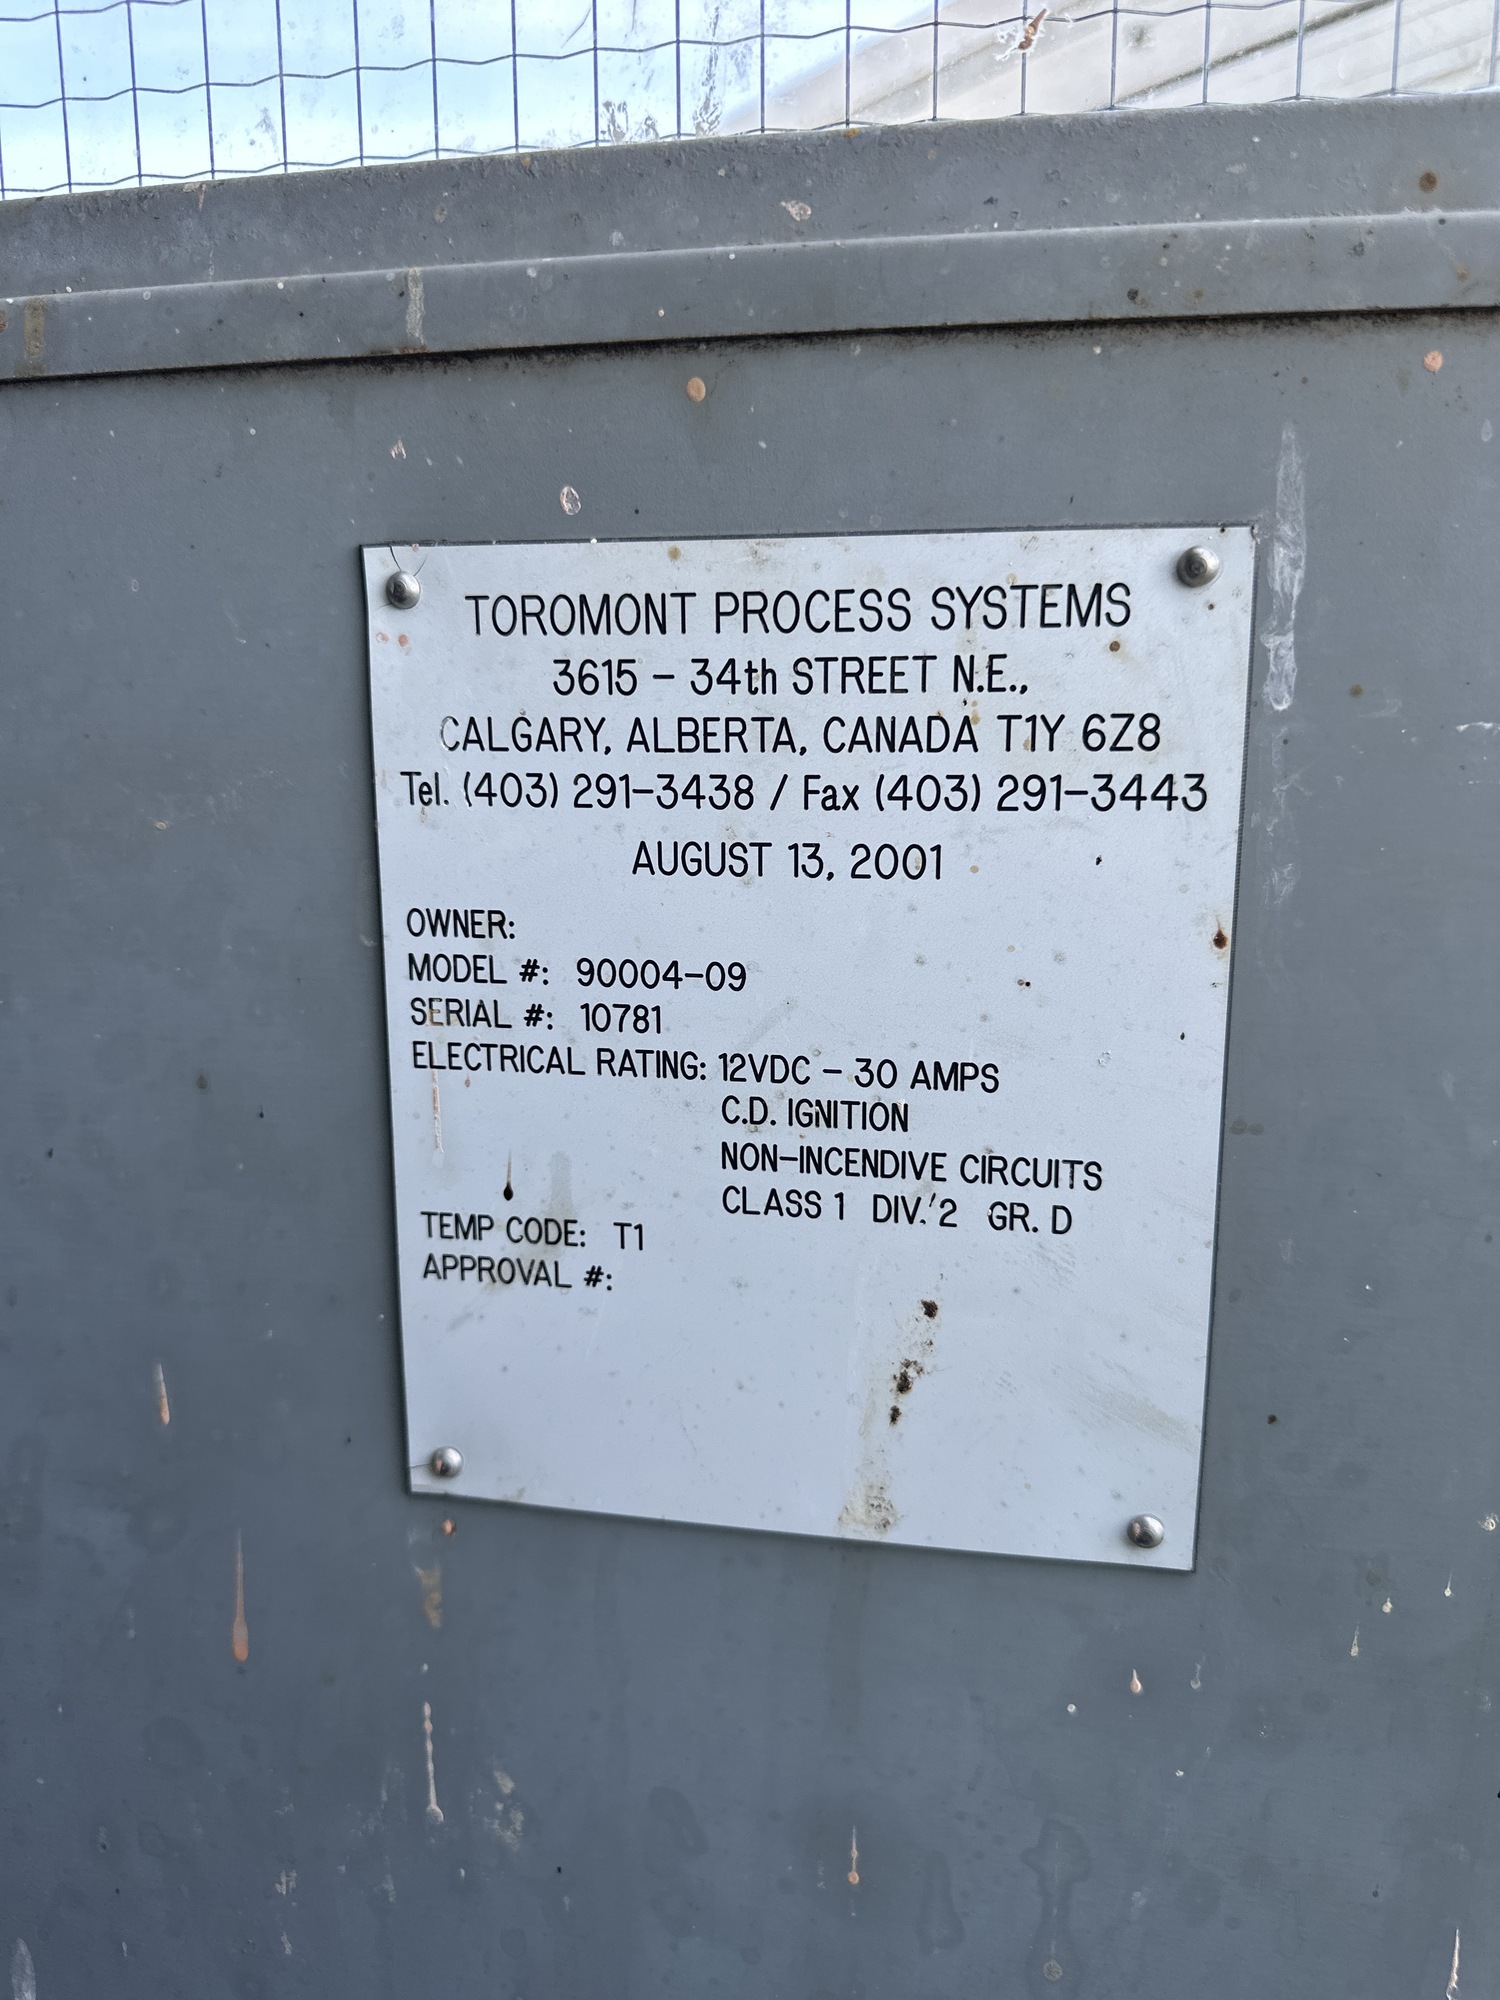 TOROMONT PROCESS SYSTEMS
3615 - 34th STREET N.E.,
CALGARY, ALBERTA, CANADA T1Y 6Z8
Tel. (403) 291-3438 / Fax (403) 291-3443
AUGUST 13, 2001
OWNER:
MODEL #: 90004-09
SERIAL #: 10781
ELECTRICAL RATING: 12VDC - 30 AMPS
C.D. IGNITION
NON-INCENDIVE CIRCUITS
CLASS 1 DIV. 2 GR. D
TEMP CODE: T1
APPROVAL #: